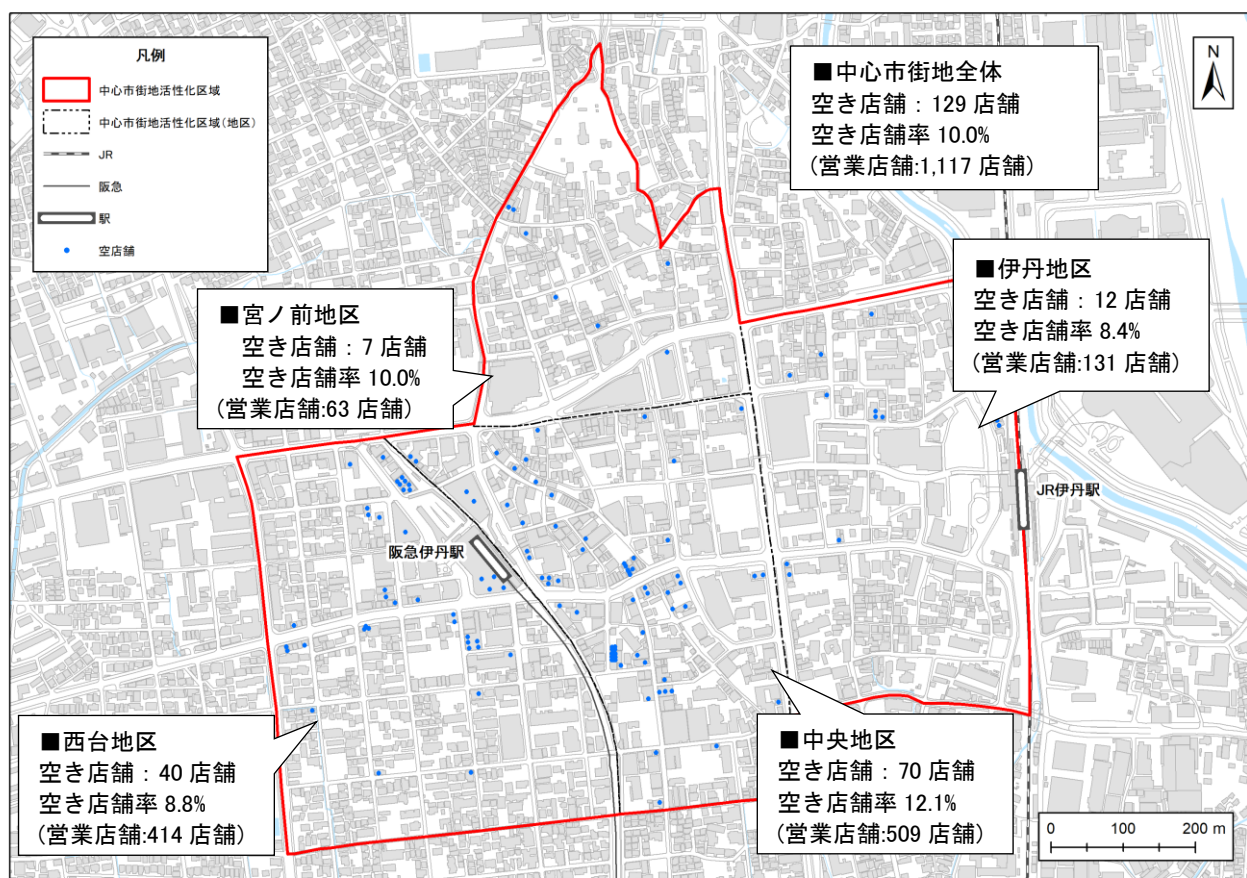 凡例
中心市街地活性化区域
中心市街地活性化区域(地区)
JR
阪急
駅
空店舗
■中心市街地全体
空き店舗：129 店舗
空き店舗率 10.0%
(営業店舗:1,117 店舗)
N
■伊丹地区
空き店舗：12 店舗
空き店舗率 8.4%
(営業店舗:131 店舗)
■宮ノ前地区
空き店舗：7 店舗
空き店舗率 10.0%
(営業店舗:63 店舗)
JR伊丹駅
阪急伊丹駅
■西台地区
空き店舗：40 店舗
空き店舗率 8.8%
(営業店舗:414 店舗)
■中央地区
空き店舗：70 店舗
空き店舗率 12.1%
(営業店舗:509 店舗)
0 100 200 m